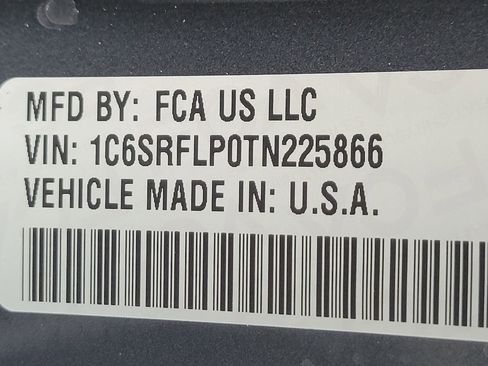 MFD BY: FCA US LLC
VIN: 1C6SRFLP0TN225866
VEHICLE MADE IN: U.S.A.